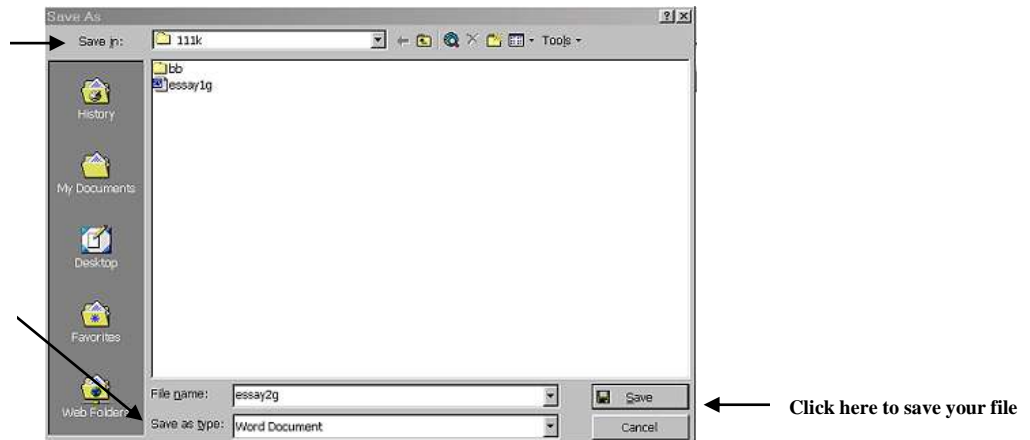 Save As
Save in: 111k Tools
bb
essay1g
History
My Documents
Desktop
Favorites
Web Folders
File name: essay2g Save
Save as type: Word Document Cancel
Click here to save your file